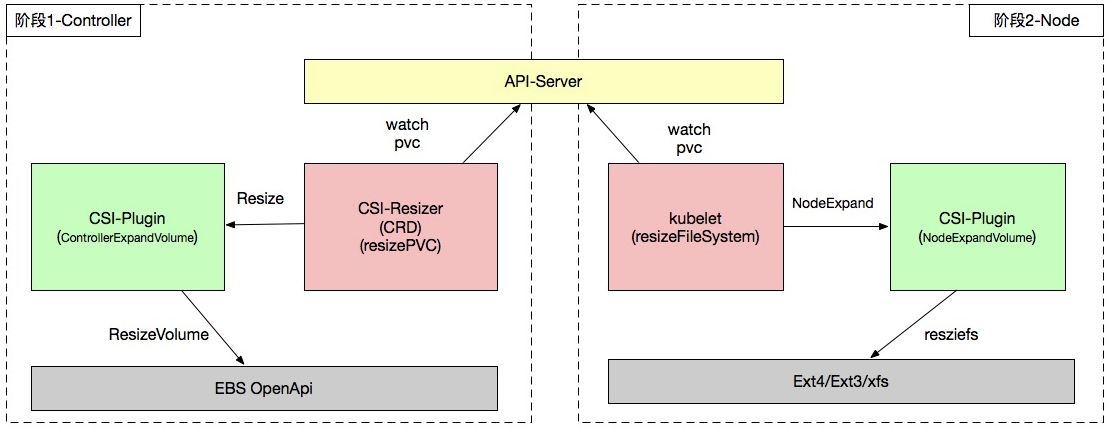 阶段1-Controller
阶段2-Node
API-Server
watch
pvc
watch
pvc
CSI-Plugin
(ControllerExpandVolume)
Resize
CSI-Resizer
(CRD)
(resizePVC)
kubelet
(resizeFileSystem)
NodeExpand
CSI-Plugin
(NodeExpandVolume)
ResizeVolume
resziefs
EBS OpenApi
Ext4/Ext3/xfs